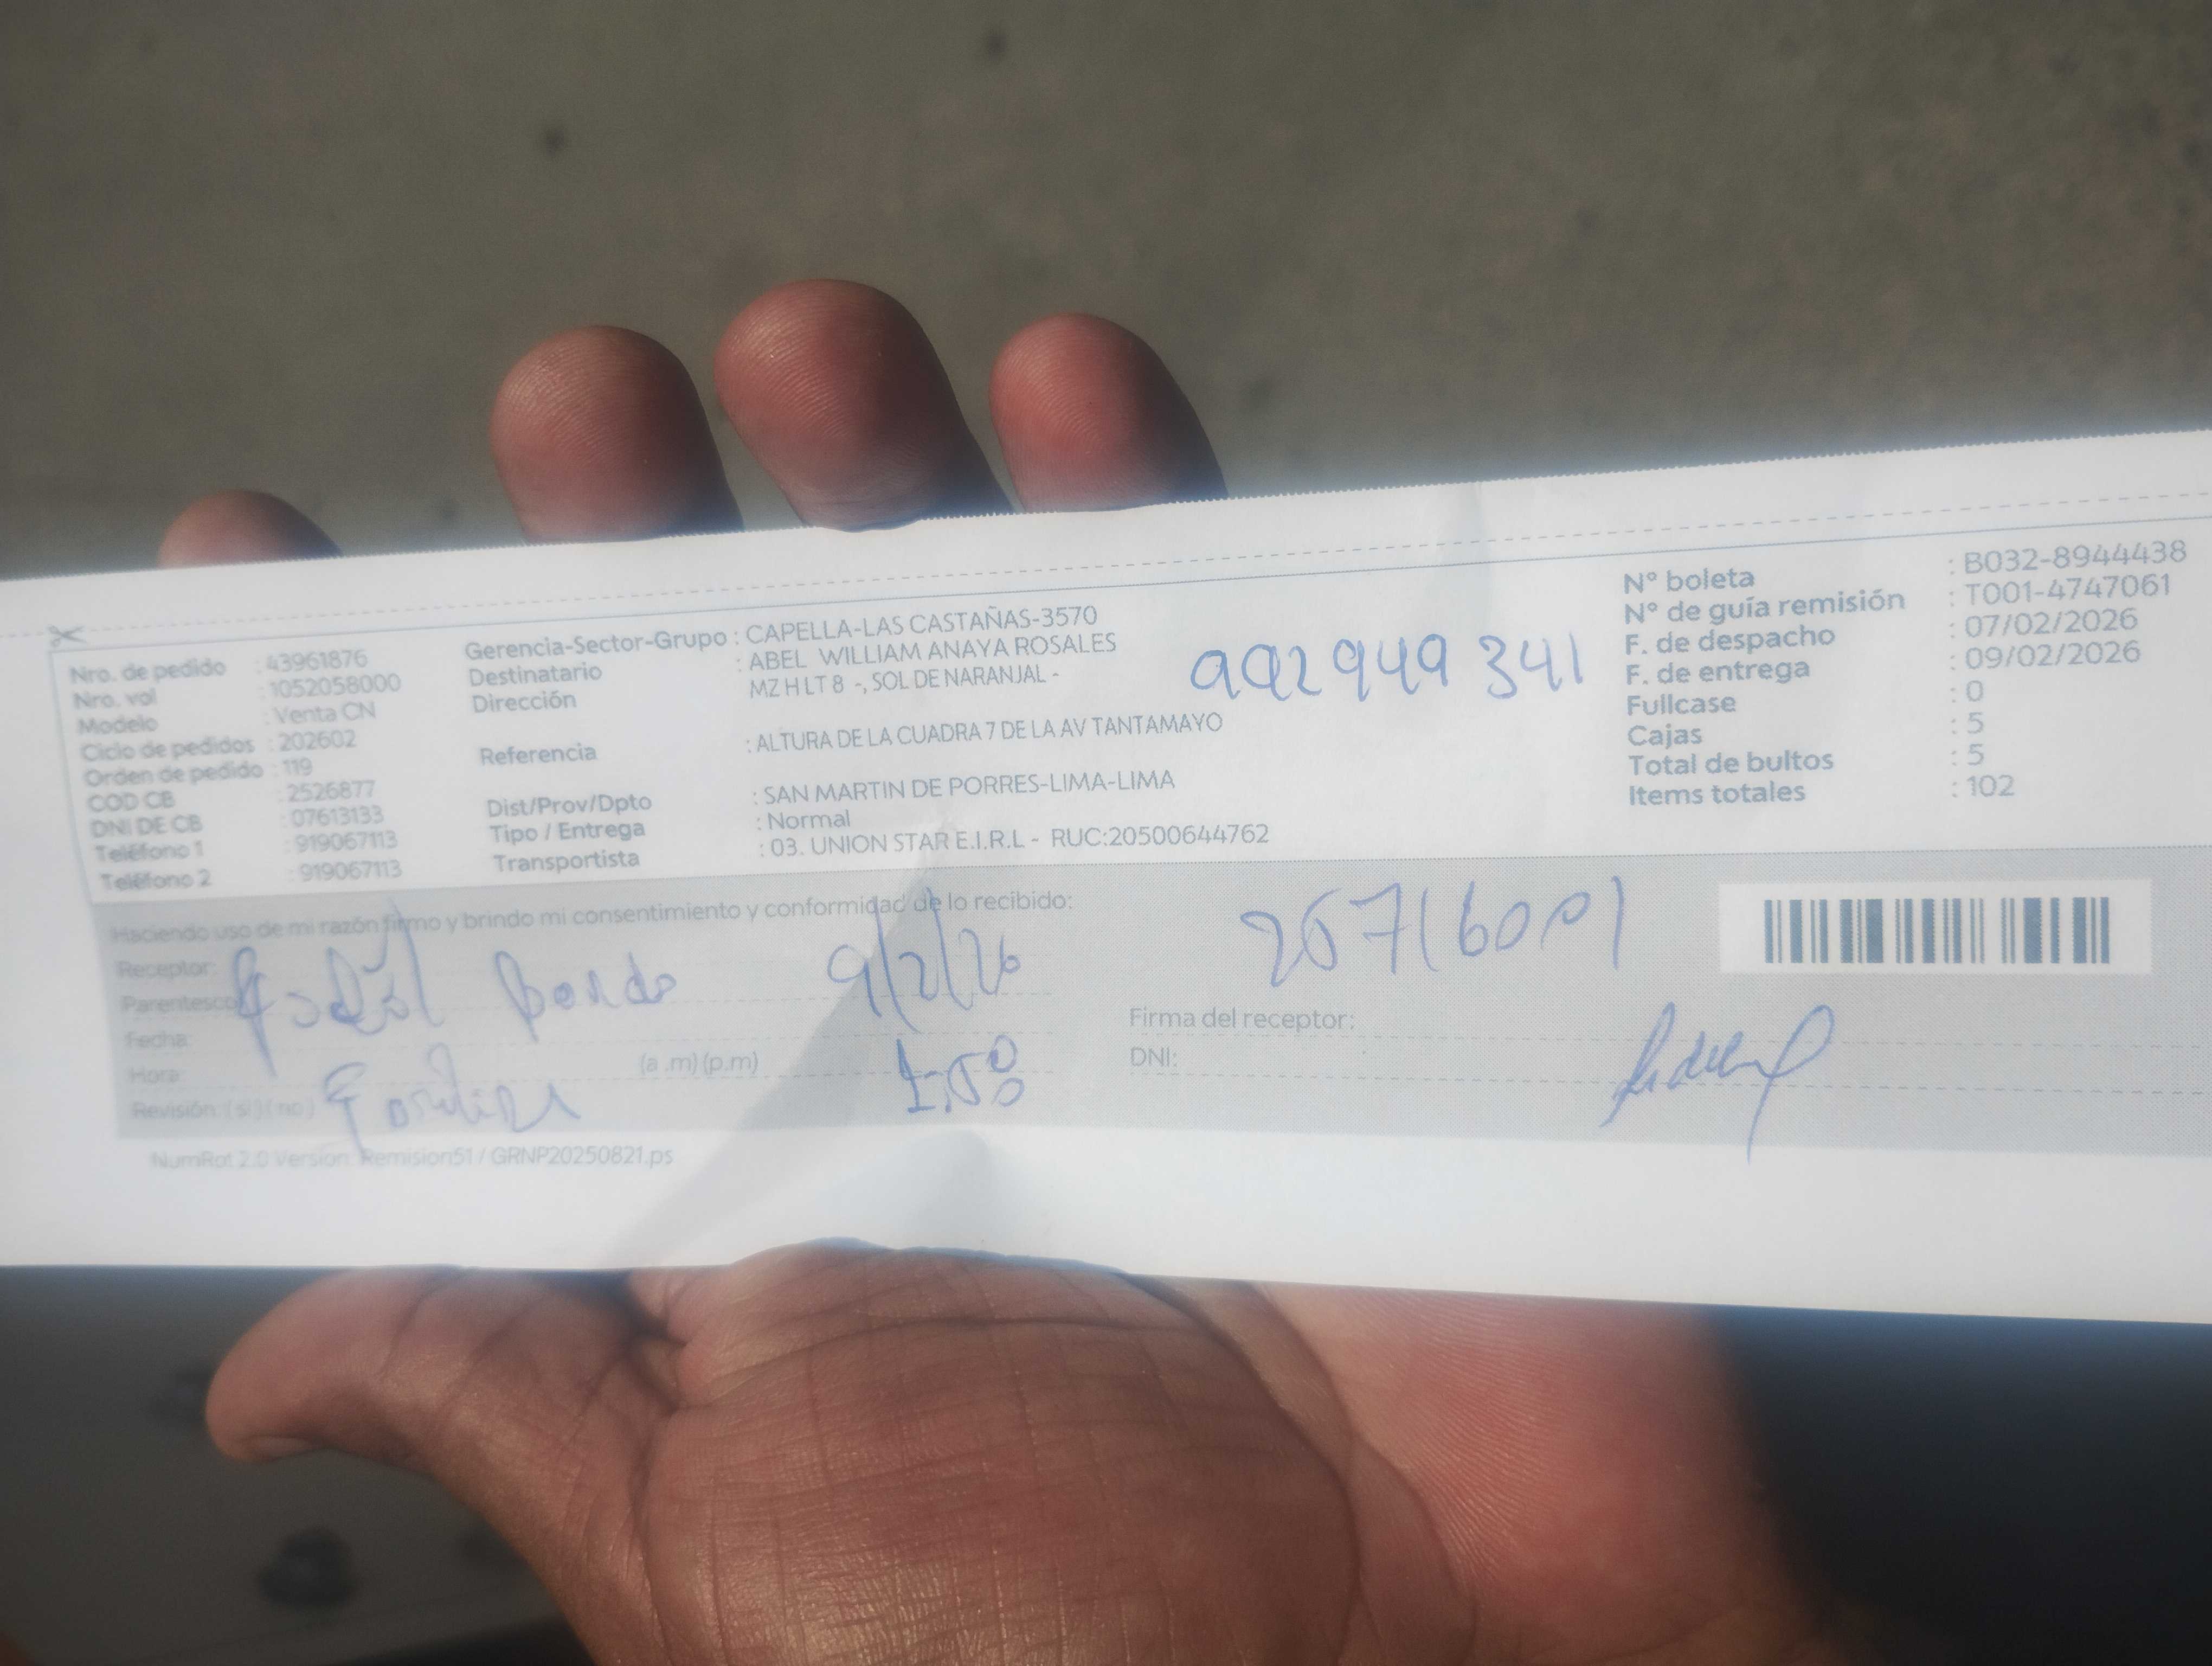 Nro. de pedido : 43961876
Nro. vol : 1052058000
Modelo : Venta CN
Ciclo de pedidos : 202602
Orden de pedido : 119
COD CB : 2526877
DNI DE CB : 07613133
Teléfono 1 : 919067113
Teléfono 2 : 919067113
Gerencia-Sector-Grupo : CAPELLA-LAS CASTAÑAS-3570
Destinatario : ABEL WILLIAM ANAYA ROSALES
Dirección MZ H LT 8 -, SOL DE NARANJAL -
Referencia : ALTURA DE LA CUADRA 7 DE LA AV TANTAMAYO
Dist/Prov/Dpto : SAN MARTIN DE PORRES-LIMA-LIMA
Tipo / Entrega : Normal
Transportista : 03. UNION STAR E.I.R.L - RUC:20500644762
992949341
N° boleta : B032-8944438
N° de guía remisión : T001-4747061
F. de despacho : 07/02/2026
F. de entrega : 09/02/2026
Fullcase : 0
Cajas : 5
Total de bultos : 5
Items totales : 102
Haciendo uso de mi razón firmo y brindo mi consentimiento y conformidad de lo recibido:
Receptor:
Parentesco:
Fecha:
Hora: (a .m) (p.m)
Revisión: (si) (no)
9/2/26
1:50
Firma del receptor:
DNI:
NumRot 2.0 Version: Remision51 / GRNP20250821.ps